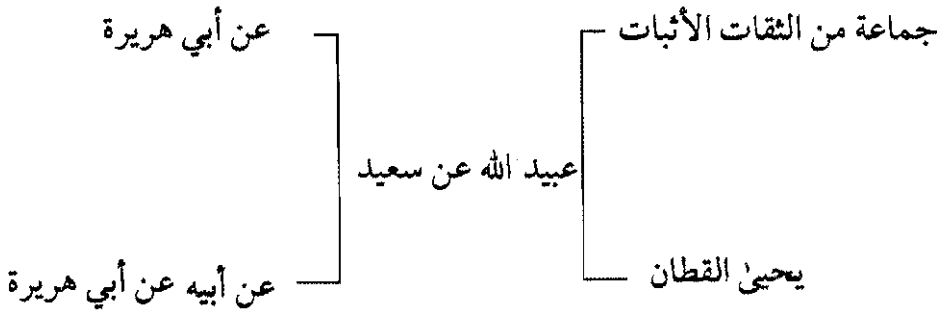 جماعة من الثقات الأثبات
عن أبي هريرة
عبيد الله عن سعيد
يحيىٰ القطان
عن أبيه عن أبي هريرة